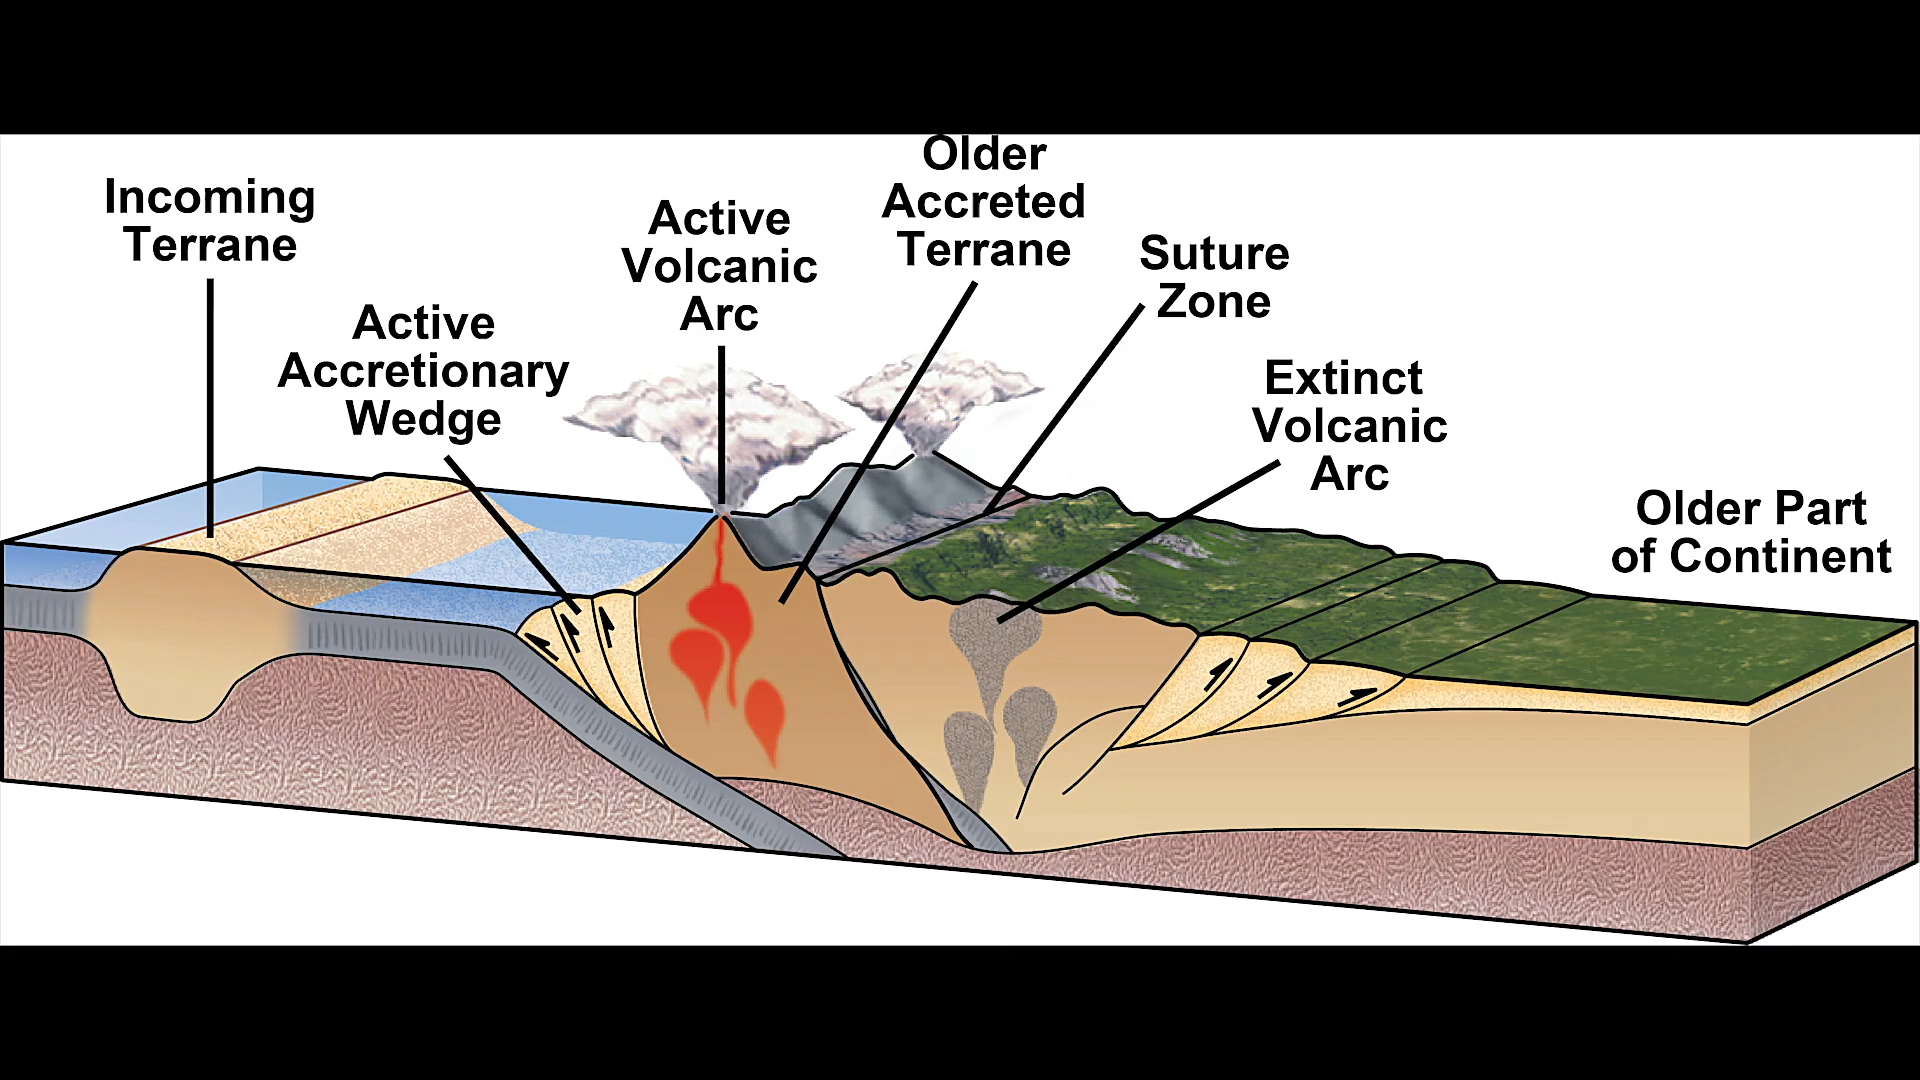 Incoming
Terrane
Active
Accretionary
Wedge
Active
Volcanic
Arc
Older
Accreted
Terrane
Suture
Zone
Extinct
Volcanic
Arc
Older Part
of Continent